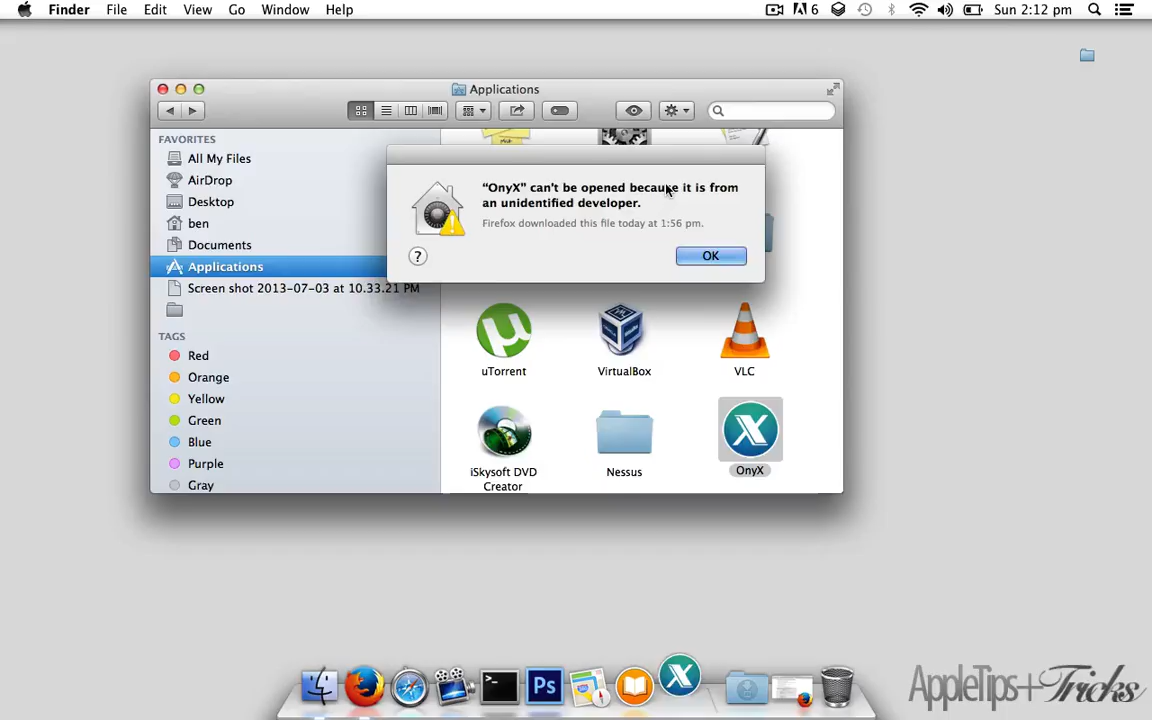 Finder File Edit View Go Window Help
6 Sun 2:12 pm
Applications
FAVORITES
All My Files
AirDrop
Desktop
ben
Documents
Applications
Screen shot 2013-07-03 at 10.33.21 PM
TAGS
Red
Orange
Yellow
Green
Blue
Purple
Gray
“OnyX” can't be opened because it is from
an unidentified developer.
Firefox downloaded this file today at 1:56 pm.
? OK
uTorrent VirtualBox VLC
iSkysoft DVD
Creator
Nessus
OnyX
Ps
AppleTips+Tricks